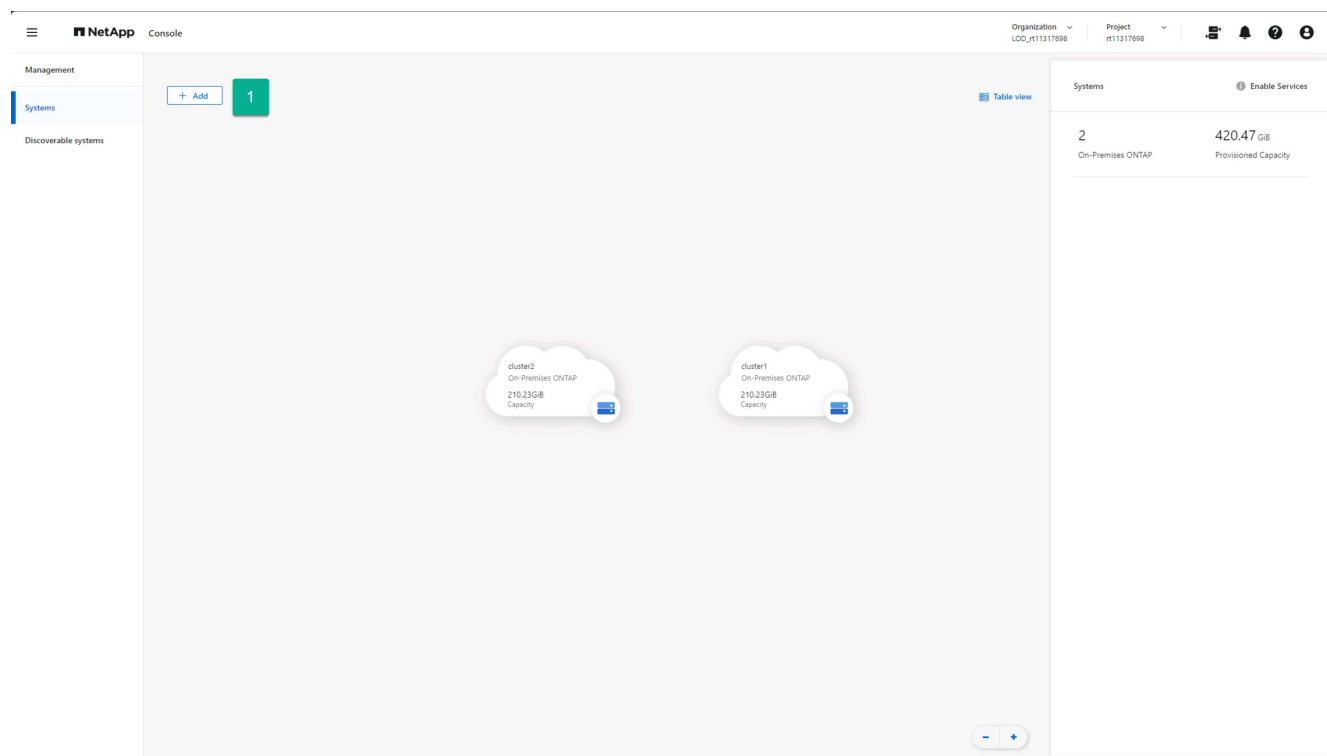 NetApp Console
Organization
LOD_rt11317698
Project
rt11317698
Management
Systems
Discoverable systems
+ Add
1
Table view
cluster2
On-Premises ONTAP
210.23GiB
Capacity
cluster1
On-Premises ONTAP
210.23GiB
Capacity
Systems
Enable Services
2
On-Premises ONTAP
420.47 GiB
Provisioned Capacity
- +